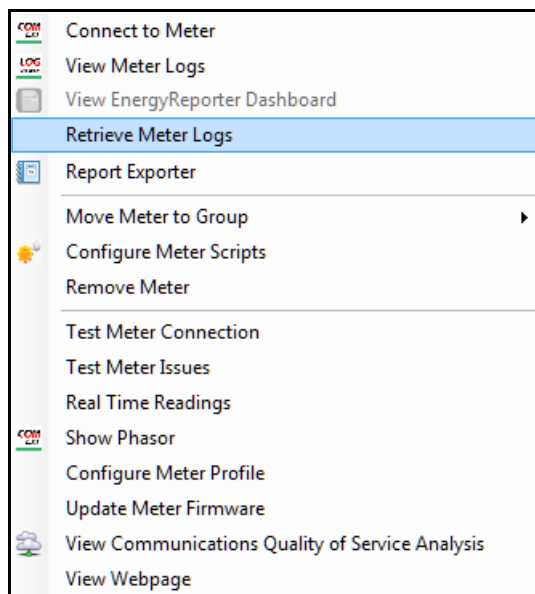 Connect to Meter
View Meter Logs
View EnergyReporter Dashboard
Retrieve Meter Logs
Report Exporter
Move Meter to Group
Configure Meter Scripts
Remove Meter
Test Meter Connection
Test Meter Issues
Real Time Readings
Show Phasor
Configure Meter Profile
Update Meter Firmware
View Communications Quality of Service Analysis
View Webpage